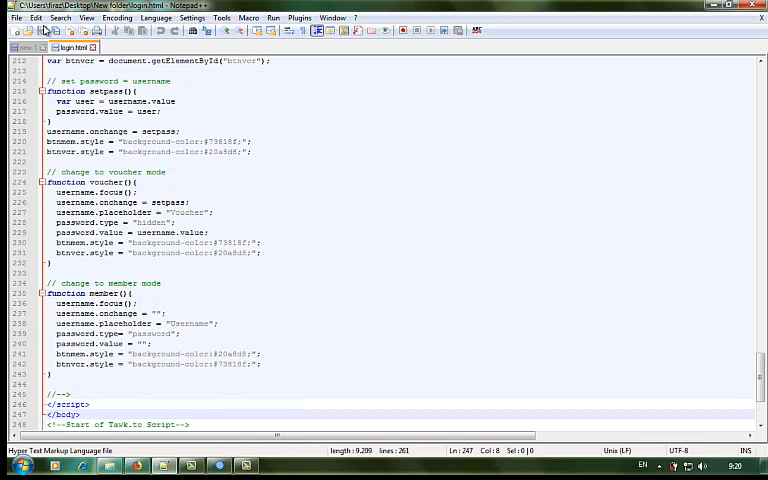 C:\Users\firaz\Desktop\New folder\login.html - Notepad++
File Edit Search View Encoding Language Settings Tools Macro Run Plugins Window ? X
new 1 login.html
212 var btnvcr = document.getElementById("btnvcr");
213
214 // set password = username
215 function setpass(){
216 var user = username.value
217 password.value = user;
218 }
219 username.onchange = setpass;
220 btnmem.style = "background-color:#73818f;";
221 btnvcr.style = "background-color:#20a8d8;";
222
223 // change to voucher mode
224 function voucher(){
225 username.focus();
226 username.onchange = setpass;
227 username.placeholder = "Voucher";
228 password.type = "hidden";
229 password.value = username.value;
230 btnmem.style = "background-color:#73818f;";
231 btnvcr.style = "background-color:#20a8d8;";
232 }
233
234 // change to member mode
235 function member(){
236 username.focus();
237 username.onchange = "";
238 username.placeholder = "Username";
239 password.type= "password";
240 password.value = "";
241 btnmem.style = "background-color:#20a8d8;";
242 btnvcr.style = "background-color:#73818f;";
243 }
244
245 //-->
246 </script>
247 </body>
248 <!--Start of Tawk.to Script-->
Hyper Text Markup Language file length : 9.209 lines : 261 Ln : 247 Col : 8 Sel : 0 | 0 Unix (LF) UTF-8 INS
EN 9:20